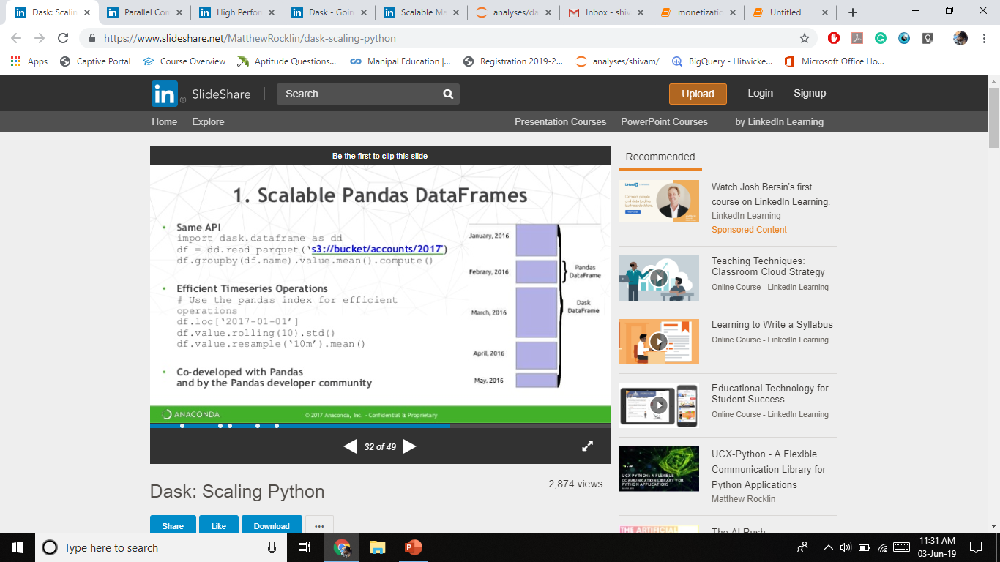 Dask: Scalin
Parallel Con
High Perfor
Dask - Goin
Scalable Ma
analyses/da
Inbox - shiv
monetizatio
Untitled
https://www.slideshare.net/MatthewRocklin/dask-scaling-python
Apps
Captive Portal
Course Overview
Aptitude Questions...
Manipal Education |...
Registration 2019-2...
analyses/shivam/
BigQuery - Hitwicke...
Microsoft Office Ho...
in SlideShare
Search
Upload
Login
Signup
Home
Explore
Presentation Courses
PowerPoint Courses
by LinkedIn Learning
Be the first to clip this slide
1. Scalable Pandas DataFrames
• Same API
import dask.dataframe as dd
df = dd.read_parquet(‘s3://bucket/accounts/2017')
df.groupby(df.name).value.mean().compute()
• Efficient Timeseries Operations
# Use the pandas index for efficient
operations
df.loc[‘2017-01-01’]
df.value.rolling(10).std()
df.value.resample(‘10m’).mean()
• Co-developed with Pandas
and by the Pandas developer community
January, 2016
Febrary, 2016
March, 2016
April, 2016
May, 2016
Pandas
DataFrame
Dask
DataFrame
ANACONDA
© 2017 Anaconda, Inc. - Confidential & Proprietary
32 of 49
Dask: Scaling Python
2,874 views
Share
Like
Download
...
Recommended
Watch Josh Bersin's first
course on LinkedIn Learning.
LinkedIn Learning
Sponsored Content
Teaching Techniques:
Classroom Cloud Strategy
Online Course - LinkedIn Learning
Learning to Write a Syllabus
Online Course - LinkedIn Learning
Educational Technology for
Student Success
Online Course - LinkedIn Learning
UCX-PYTHON: A FLEXIBLE
COMMUNICATION LIBRARY FOR
PYTHON APPLICATIONS
UCX-Python - A Flexible
Communication Library for
Python Applications
Matthew Rocklin
THE ARTIFICIAL
The AI Rush
Type here to search
11:31 AM
03-Jun-19